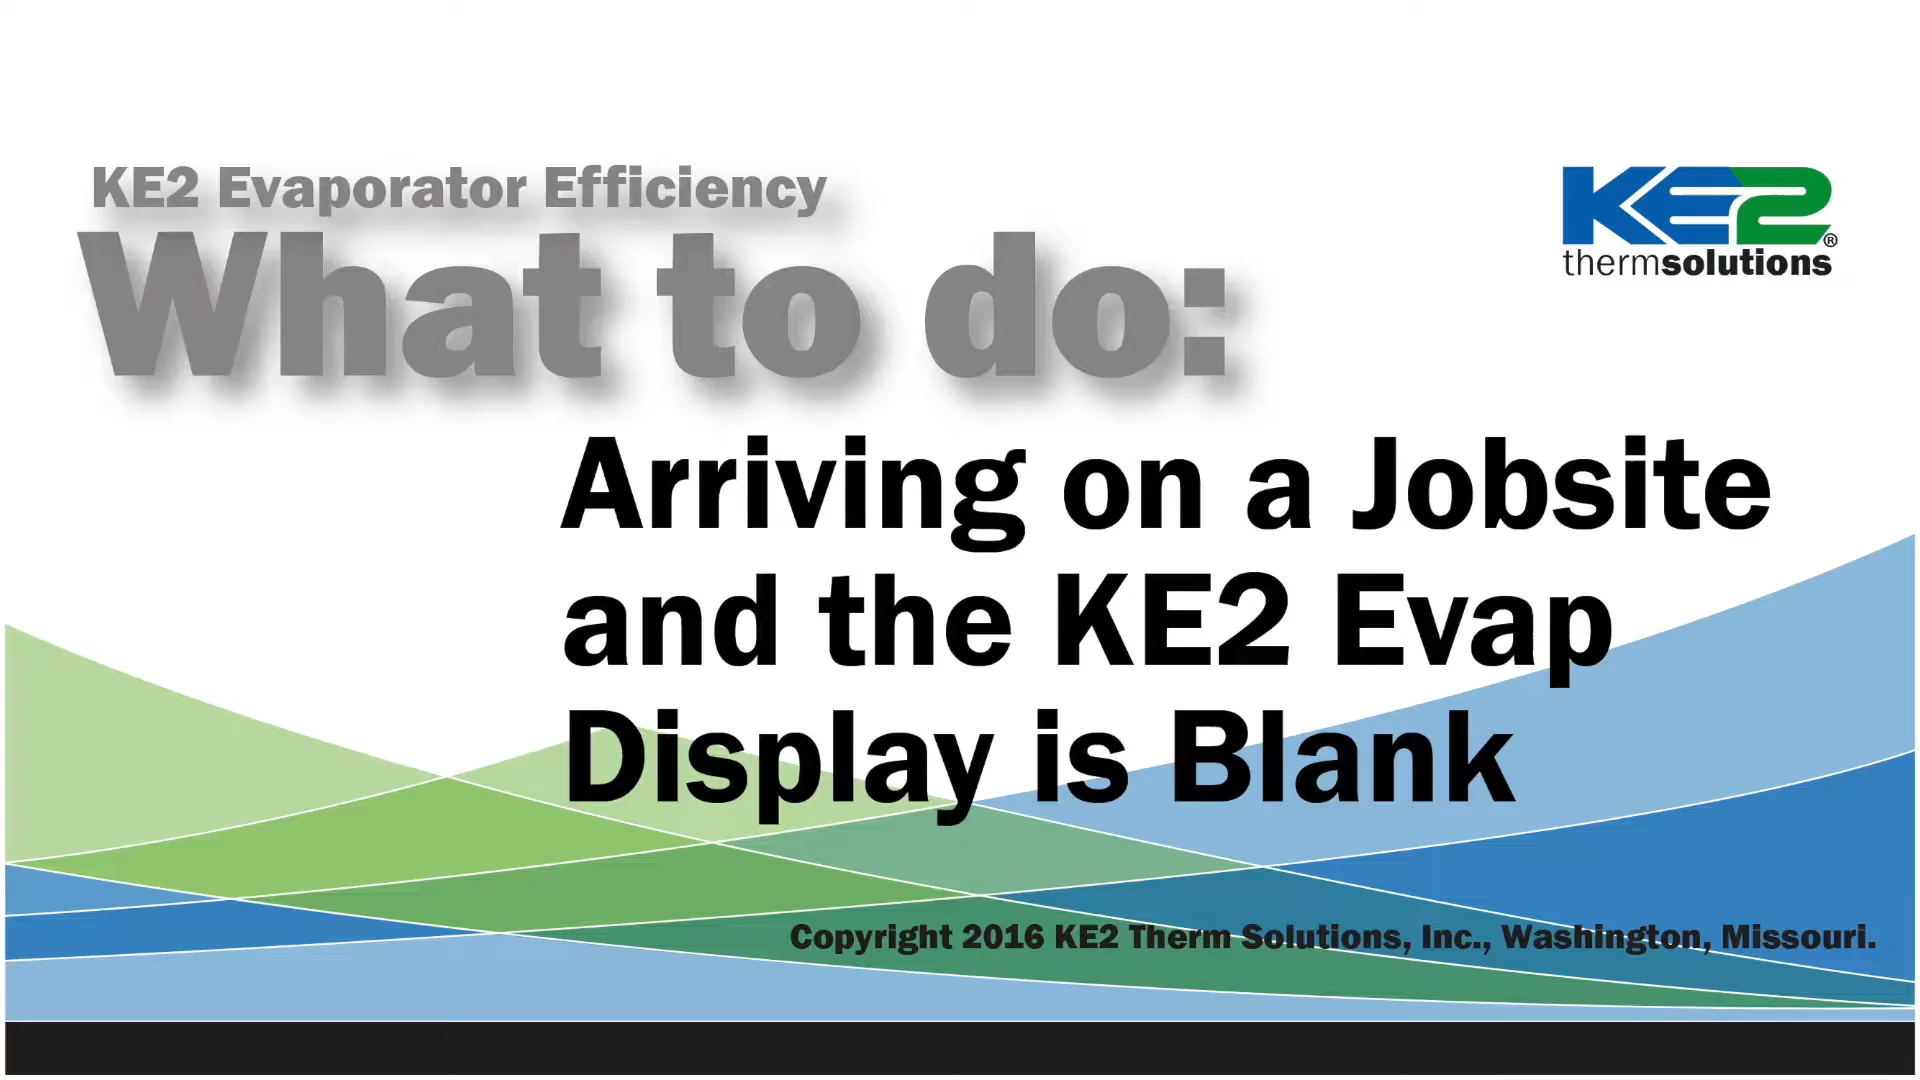 KE2 Evaporator Efficiency
What to do:
KE2®
thermsolutions
Arriving on a Jobsite
and the KE2 Evap
Display is Blank
Copyright 2016 KE2 Therm Solutions, Inc., Washington, Missouri.